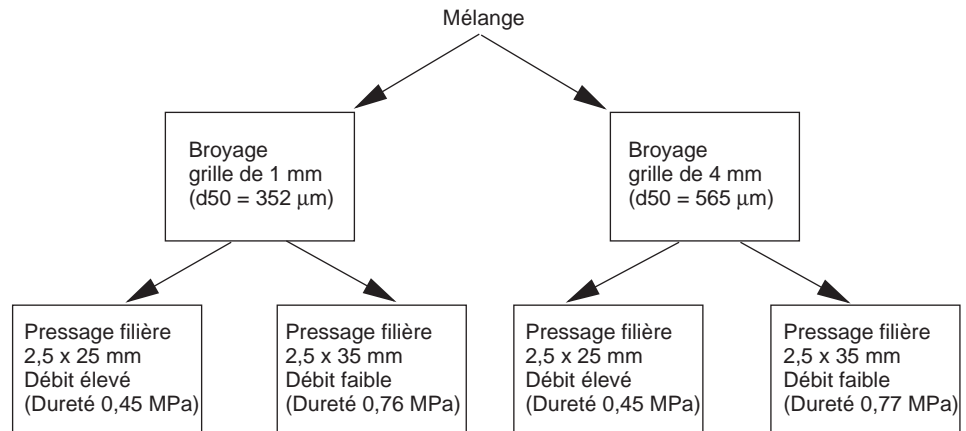 Mélange
Broyage
grille de 1 mm
(d50 = 352 µm)
Broyage
grille de 4 mm
(d50 = 565 µm)
Pressage filière
2,5 x 25 mm
Débit élevé
(Dureté 0,45 MPa)
Pressage filière
2,5 x 35 mm
Débit faible
(Dureté 0,76 MPa)
Pressage filière
2,5 x 25 mm
Débit élevé
(Dureté 0,45 MPa)
Pressage filière
2,5 x 35 mm
Débit faible
(Dureté 0,77 MPa)